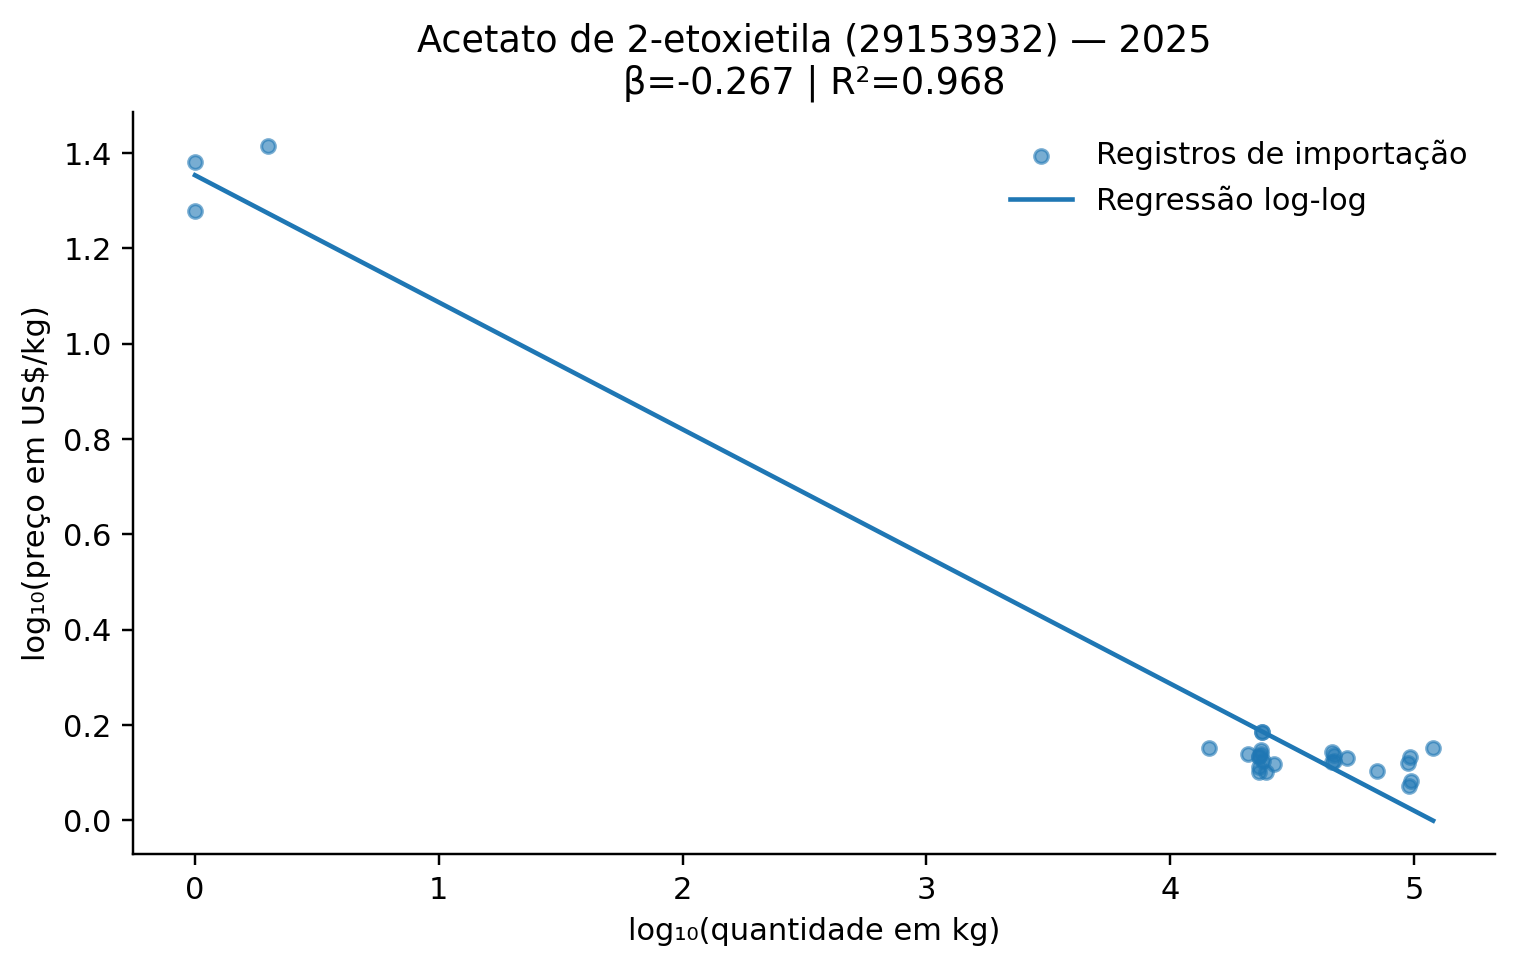 Acetato de 2-etoxietila (29153932) — 2025
β=-0.267 | R²=0.968
Registros de importação
Regressão log-log
log₁₀(preço em US$/kg)
1.4
1.2
1.0
0.8
0.6
0.4
0.2
0.0
0 1 2 3 4 5
log₁₀(quantidade em kg)